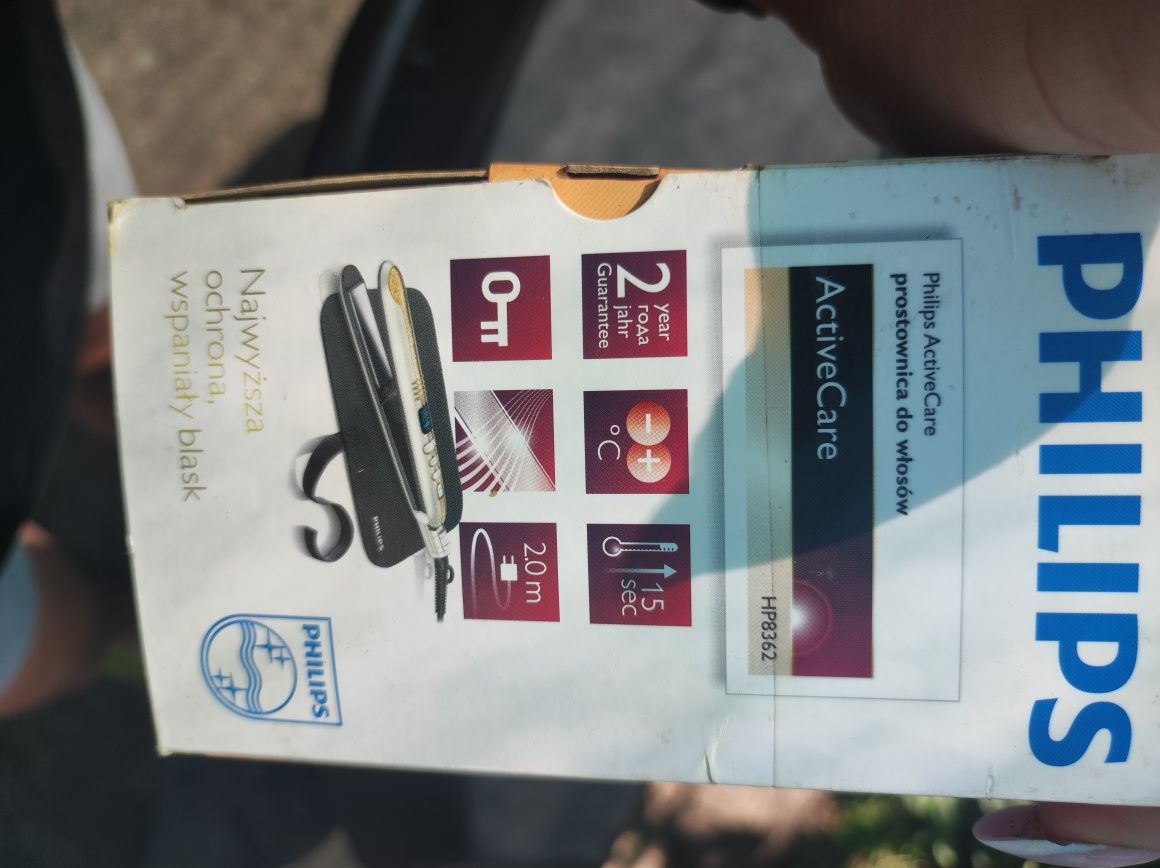 PHILIPS
Philips ActiveCare
prostownica do włosów
ActiveCare
HP8362
2 year
года
jahr
Guarantee
°C
15
sec
2.0 m
PHILIPS
Najwyższa
ochrona,
wspaniały blask
PHILIPS